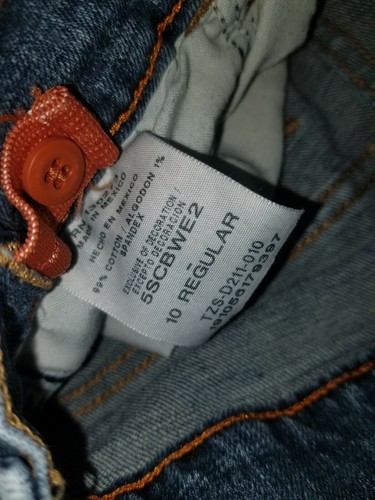 MADE IN MEXICO
HECHO EN MEXICO
99% COTTON / ALGODON 1%
SPANDEX
EXCLUSIVE OF DECORATION /
EXCEPTO DECORACION
5SCBWE2
10 REGULAR
TZS-D211-010
191056179397